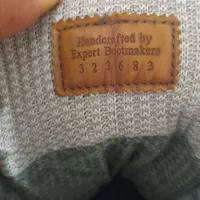 Handcrafted by
Expert Bootmakers
3 2 3 6 8 3